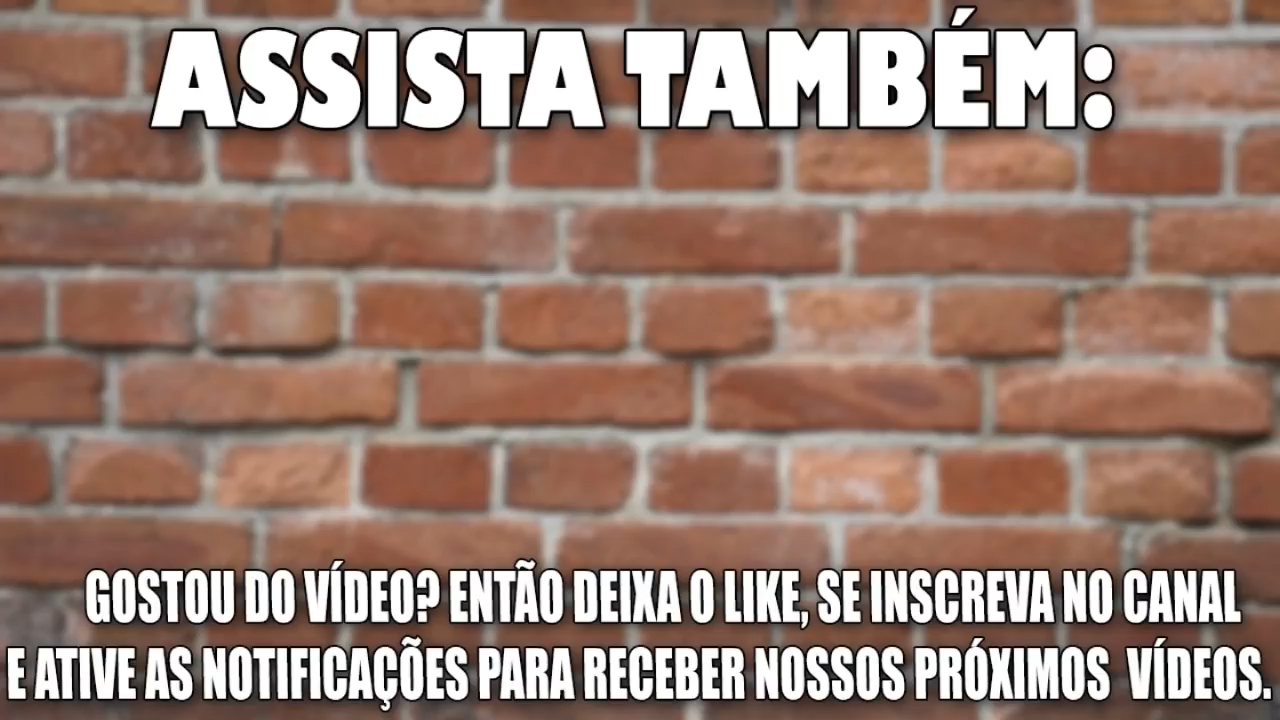 ASSISTA TAMBÉM:
GOSTOU DO VÍDEO? ENTÃO DEIXA O LIKE, SE INSCREVA NO CANAL
E ATIVE AS NOTIFICAÇÕES PARA RECEBER NOSSOS PRÓXIMOS VÍDEOS.